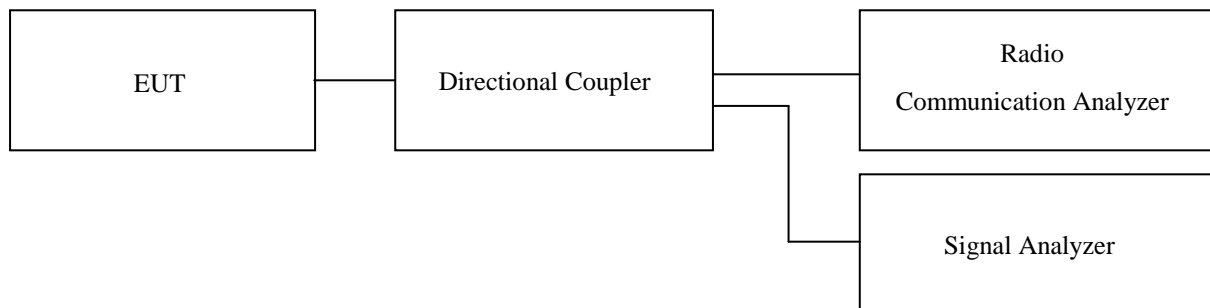 EUT
Directional Coupler
Radio
Communication Analyzer
Signal Analyzer